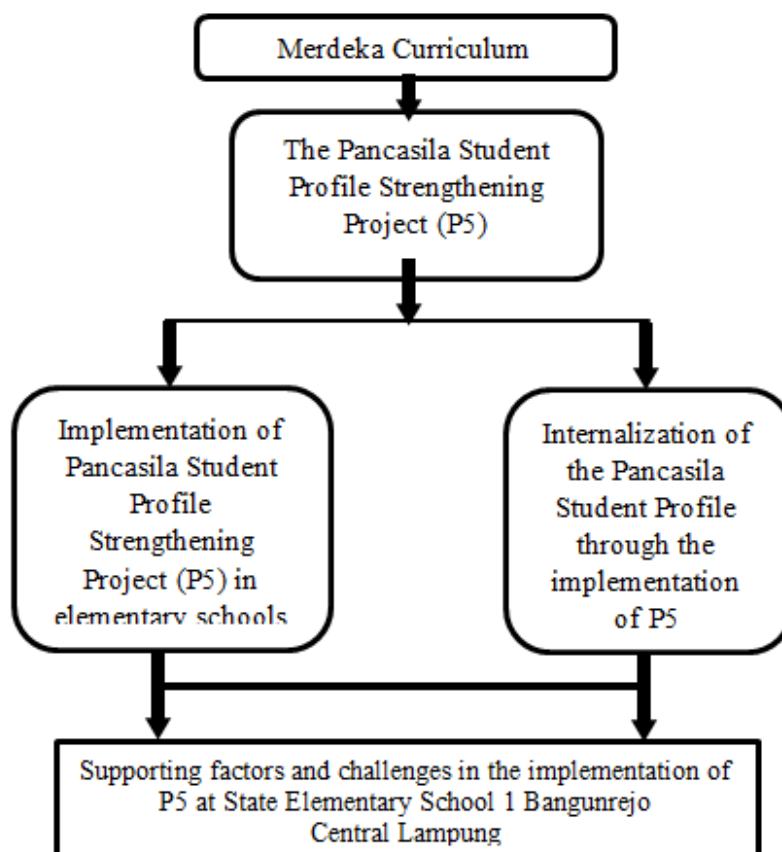 Merdeka Curriculum
The Pancasila Student
Profile Strengthening
Project (P5)
Implementation of
Pancasila Student
Profile
Strengthening
Project (P5) in
elementary schools
Internalization of
the Pancasila
Student Profile
through the
implementation
of P5
Supporting factors and challenges in the implementation of
P5 at State Elementary School 1 Bangunrejo
Central Lampung